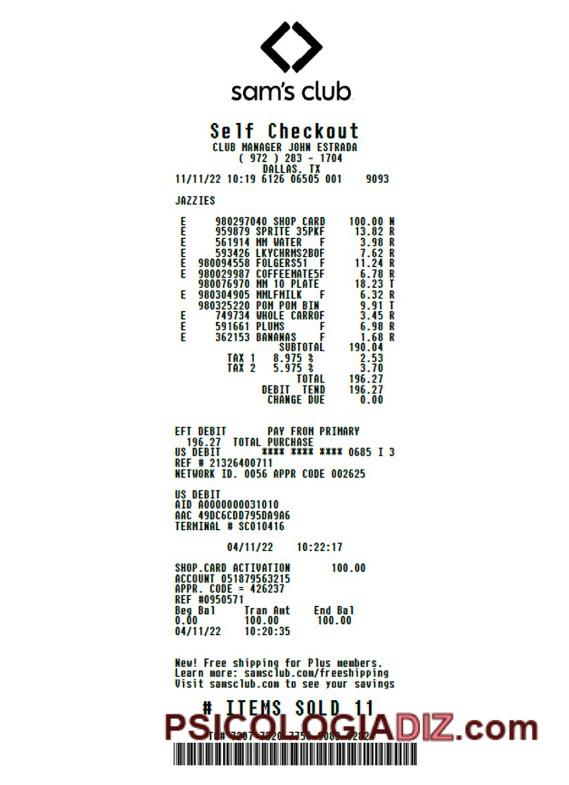 sam's club
Self Checkout
CLUB MANAGER JOHN ESTRADA
( 972 ) 283 - 1704
DALLAS, TX
11/11/22 10:19 6126 06505 001 9093
JAZZIES
E 980297040 SHOP CARD 100.00 N
E 959879 SPRITE 35PKF 13.82 R
E 561914 MM WATER F 3.98 R
E 593426 LKYCHRMS2BOF 7.62 R
E 980094558 FOLGERS51 F 11.24 R
E 980029987 COFFEEMATE5F 6.78 R
980076970 MM 10 PLATE 18.23 T
E 980304905 MMLFMILK F 6.32 R
980325220 POM POM BIN 9.91 T
E 749734 WHOLE CARROF 3.45 R
E 591661 PLUMS F 6.98 R
E 362153 BANANAS F 1.68 R
SUBTOTAL 190.04
TAX 1 8.975 % 2.53
TAX 2 5.975 % 3.70
TOTAL 196.27
DEBIT TEND 196.27
CHANGE DUE 0.00
EFT DEBIT PAY FROM PRIMARY
196.27 TOTAL PURCHASE
US DEBIT **** **** **** 0685 I 3
REF # 21326400711
NETWORK ID. 0056 APPR CODE 002625
US DEBIT
AID A0000000031010
AAC 49DC6CDD795DA9A6
TERMINAL # SC010416
04/11/22 10:22:17
SHOP.CARD ACTIVATION 100.00
ACCOUNT 051879563215
APPR. CODE = 426237
REF #0950571
Beg Bal Tran Amt End Bal
0.00 100.00 100.00
04/11/22 10:20:35
New! Free shipping for Plus members.
Learn more: samsclub.com/freeshipping
Visit samsclub.com to see your savings
# ITEMS SOLD 11
PSICOLOGIADIZ.com
TC#